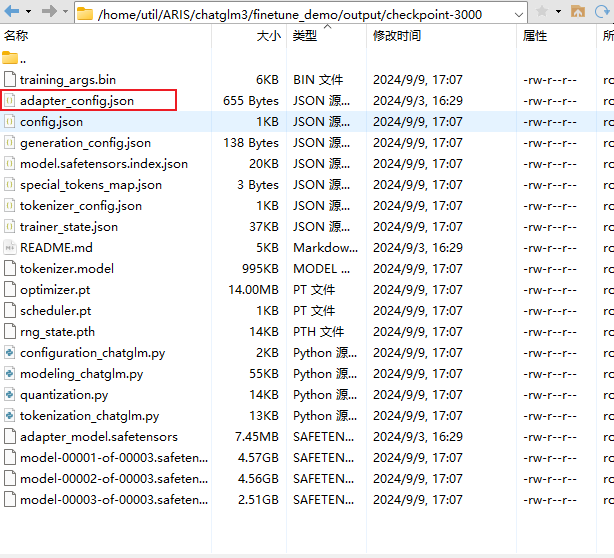 /home/util/ARIS/chatglm3/finetune_demo/output/checkpoint-3000
名称 大小 类型 修改时间 属性 所
..
training_args.bin 6KB BIN 文件 2024/9/9, 17:07 -rw-r--r-- rc
adapter_config.json 655 Bytes JSON 源... 2024/9/3, 16:29 -rw-r--r-- rc
config.json 1KB JSON 源... 2024/9/9, 17:07 -rw-r--r-- rc
generation_config.json 138 Bytes JSON 源... 2024/9/9, 17:07 -rw-r--r-- rc
model.safetensors.index.json 20KB JSON 源... 2024/9/9, 17:07 -rw-r--r-- rc
special_tokens_map.json 3 Bytes JSON 源... 2024/9/9, 17:07 -rw-r--r-- rc
tokenizer_config.json 1KB JSON 源... 2024/9/9, 17:07 -rw-r--r-- rc
trainer_state.json 37KB JSON 源... 2024/9/9, 17:07 -rw-r--r-- rc
README.md 5KB Markdow... 2024/9/3, 16:29 -rw-r--r-- rc
tokenizer.model 995KB MODEL ... 2024/9/9, 17:07 -rw-r--r-- rc
optimizer.pt 14.00MB PT 文件 2024/9/9, 17:07 -rw-r--r-- rc
scheduler.pt 1KB PT 文件 2024/9/9, 17:07 -rw-r--r-- rc
rng_state.pth 14KB PTH 文件 2024/9/9, 17:07 -rw-r--r-- rc
configuration_chatglm.py 2KB Python 源... 2024/9/9, 17:07 -rw-r--r-- rc
modeling_chatglm.py 55KB Python 源... 2024/9/9, 17:07 -rw-r--r-- rc
quantization.py 14KB Python 源... 2024/9/9, 17:07 -rw-r--r-- rc
tokenization_chatglm.py 13KB Python 源... 2024/9/9, 17:07 -rw-r--r-- rc
adapter_model.safetensors 7.45MB SAFETEN... 2024/9/3, 16:29 -rw-r--r-- rc
model-00001-of-00003.safeten... 4.57GB SAFETEN... 2024/9/9, 17:07 -rw-r--r-- rc
model-00002-of-00003.safeten... 4.56GB SAFETEN... 2024/9/9, 17:07 -rw-r--r-- rc
model-00003-of-00003.safeten... 2.51GB SAFETEN... 2024/9/9, 17:07 -rw-r--r-- rc